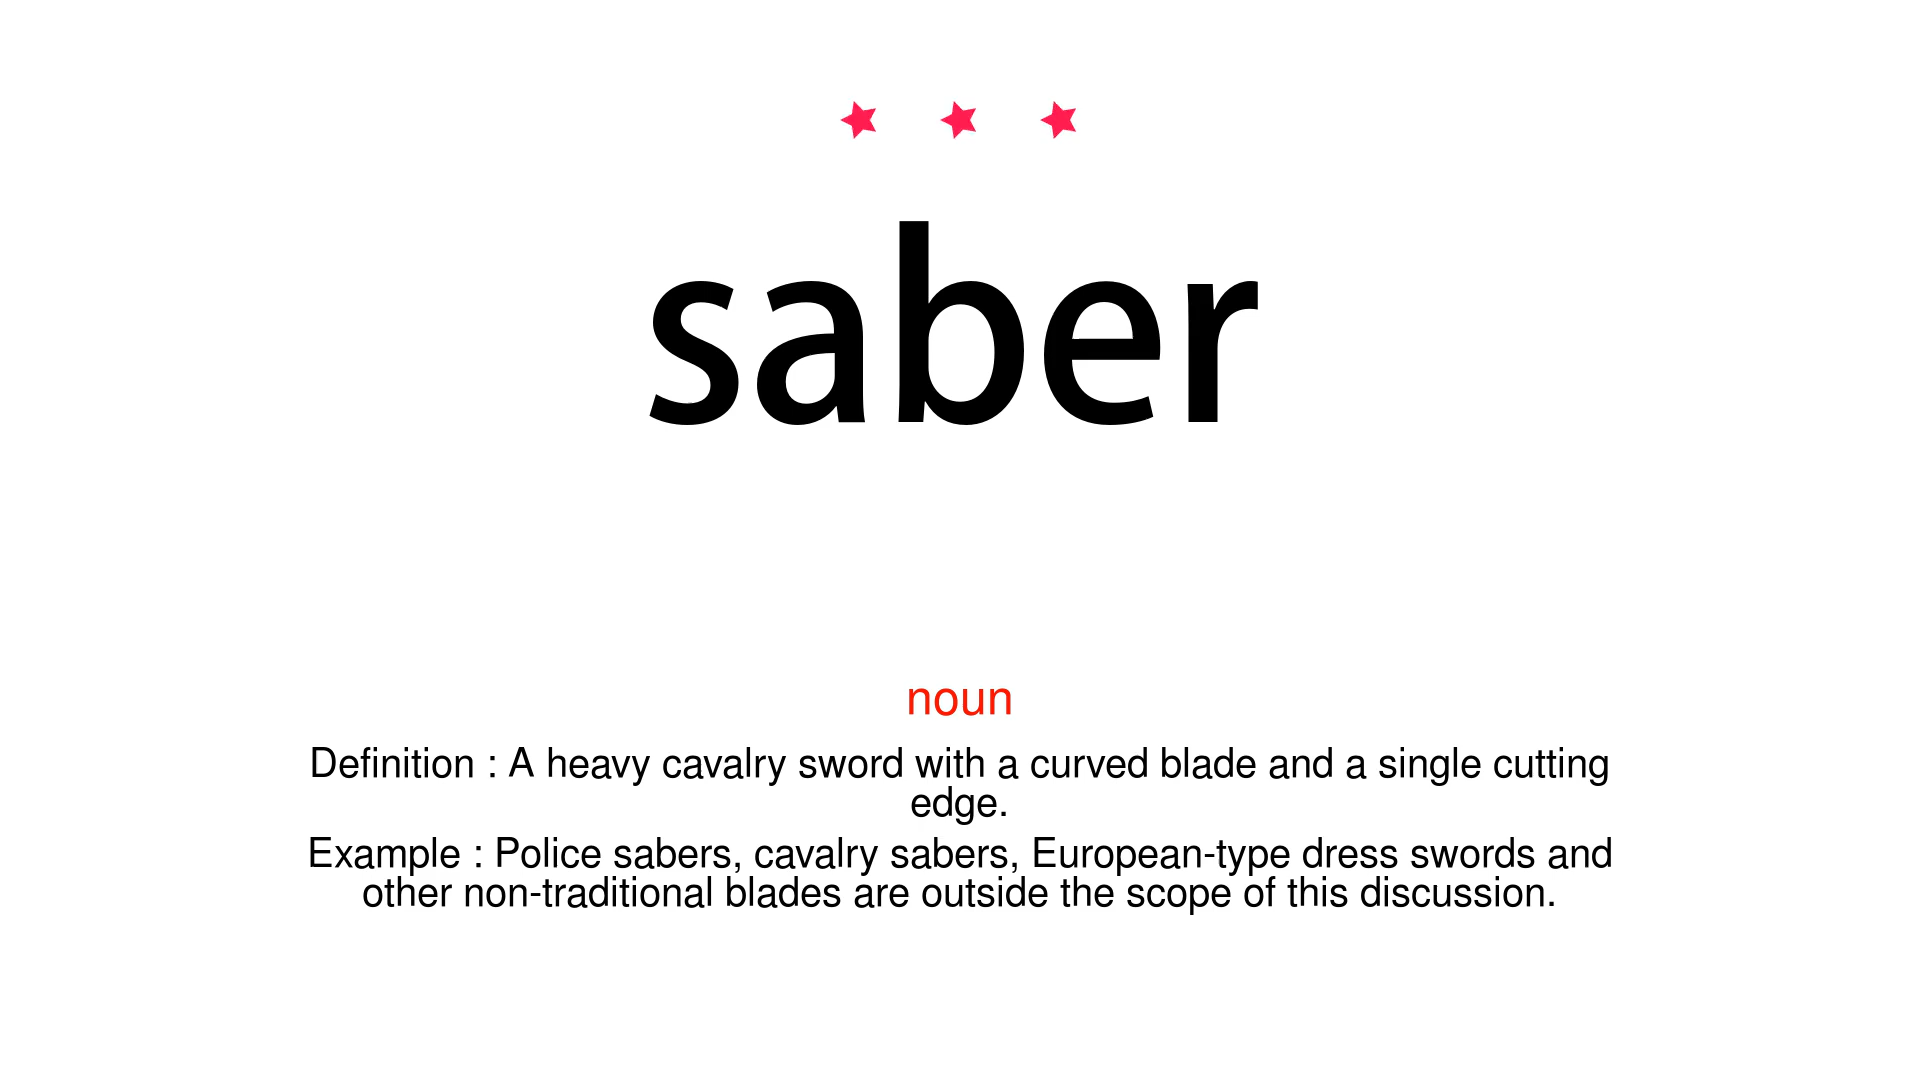 saber
noun
Definition : A heavy cavalry sword with a curved blade and a single cutting
edge.
Example : Police sabers, cavalry sabers, European-type dress swords and
other non-traditional blades are outside the scope of this discussion.